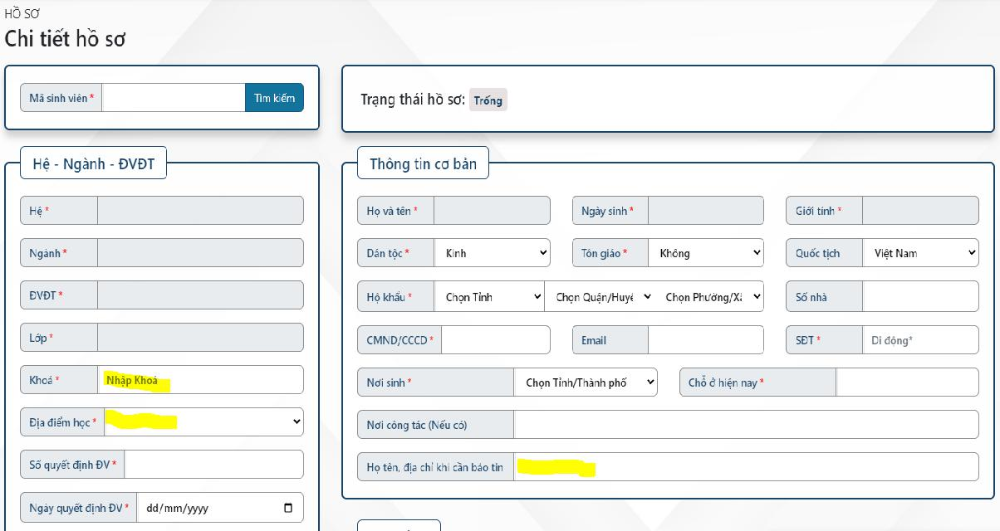 HỒ SƠ
Chi tiết hồ sơ
Mã sinh viên *
Tìm kiếm
Trạng thái hồ sơ: Trống
Hệ - Ngành - ĐVĐT
Hệ *
Ngành *
ĐVĐT *
Lớp *
Khoá *
Nhập Khoá
Địa điểm học *
Số quyết định ĐV *
Ngày quyết định ĐV *
dd/mm/yyyy
Thông tin cơ bản
Họ và tên *
Ngày sinh *
Giới tính *
Dân tộc *
Kinh
Tôn giáo *
Không
Quốc tịch
Việt Nam
Hộ khẩu *
Chọn Tỉnh
Chọn Quận/Huyệ
Chọn Phường/Xã
Số nhà
CMND/CCCD *
Email
SĐT *
Di động*
Nơi sinh *
Chọn Tỉnh/Thành phố
Chỗ ở hiện nay *
Nơi công tác (Nếu có)
Họ tên, địa chỉ khi cần báo tin